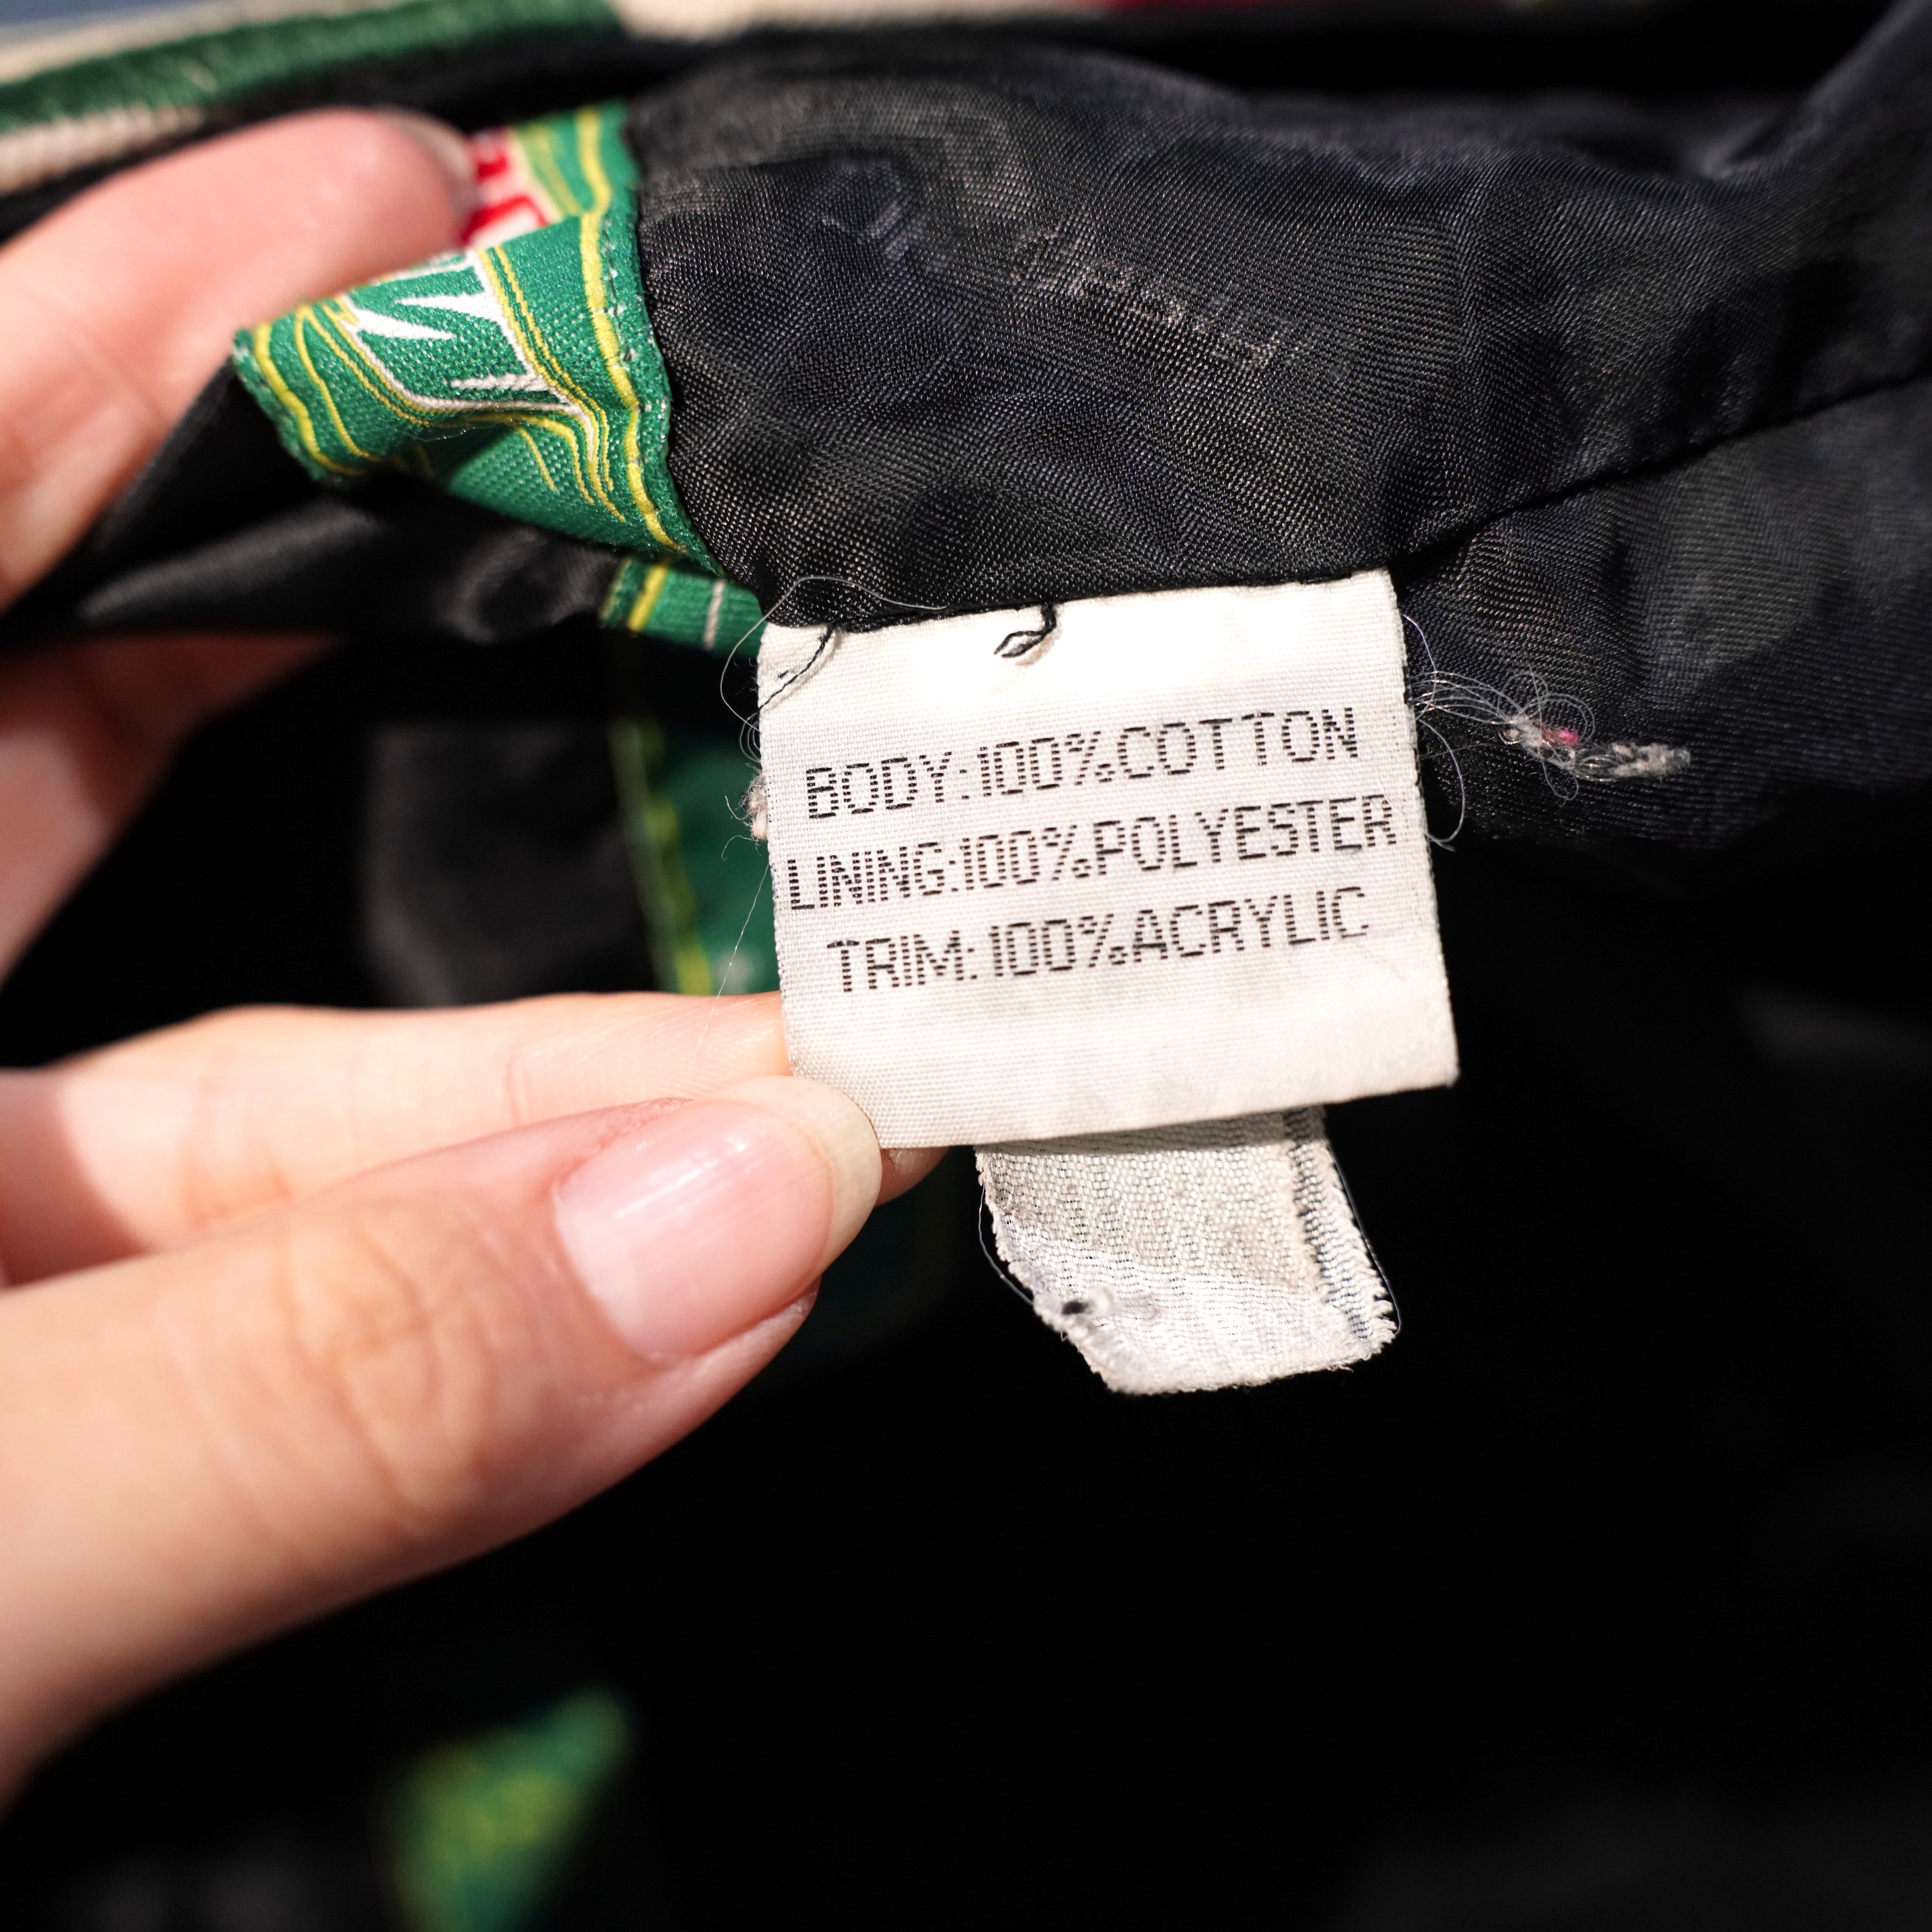 BODY:100%COTTON
LINING:100%POLYESTER
TRIM:100%ACRYLIC